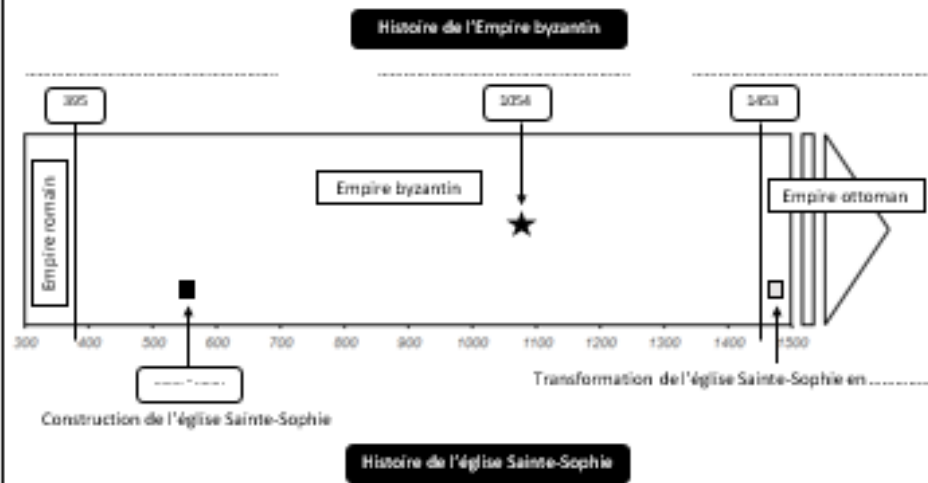 Histoire de l'Empire byzantin
395
1054
1453
Empire romain
Empire byzantin
Empire ottoman
300 400 500 600 700 800 900 1000 1100 1200 1300 1400 1500
........ - ........
Transformation de l'église Sainte-Sophie en ..............
Construction de l'église Sainte-Sophie
Histoire de l'église Sainte-Sophie